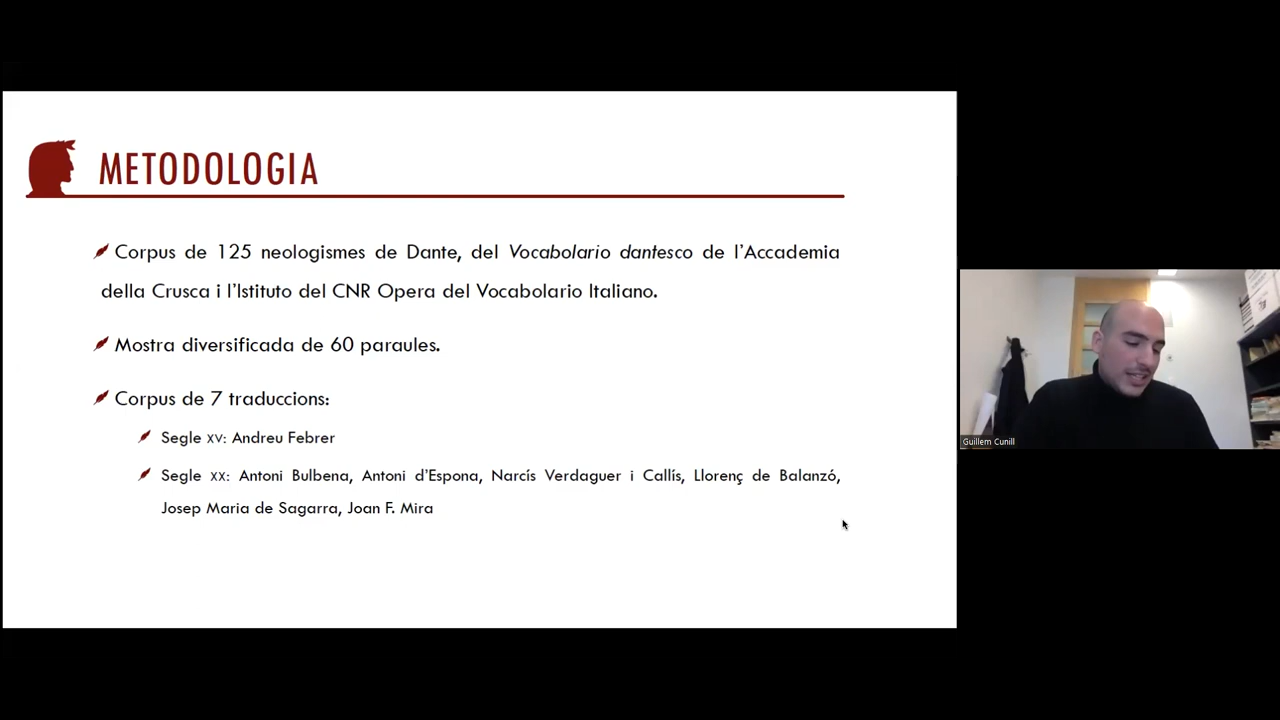 METODOLOGIA
Corpus de 125 neologismes de Dante, del Vocabolario dantesco de l’Accademia
della Crusca i l’Istituto del CNR Opera del Vocabolario Italiano.
Mostra diversificada de 60 paraules.
Corpus de 7 traduccions:
Segle XV: Andreu Febrer
Segle XX: Antoni Bulbena, Antoni d’Espona, Narcís Verdaguer i Callís, Llorenç de Balanzó,
Josep Maria de Sagarra, Joan F. Mira
Guillem Cunill